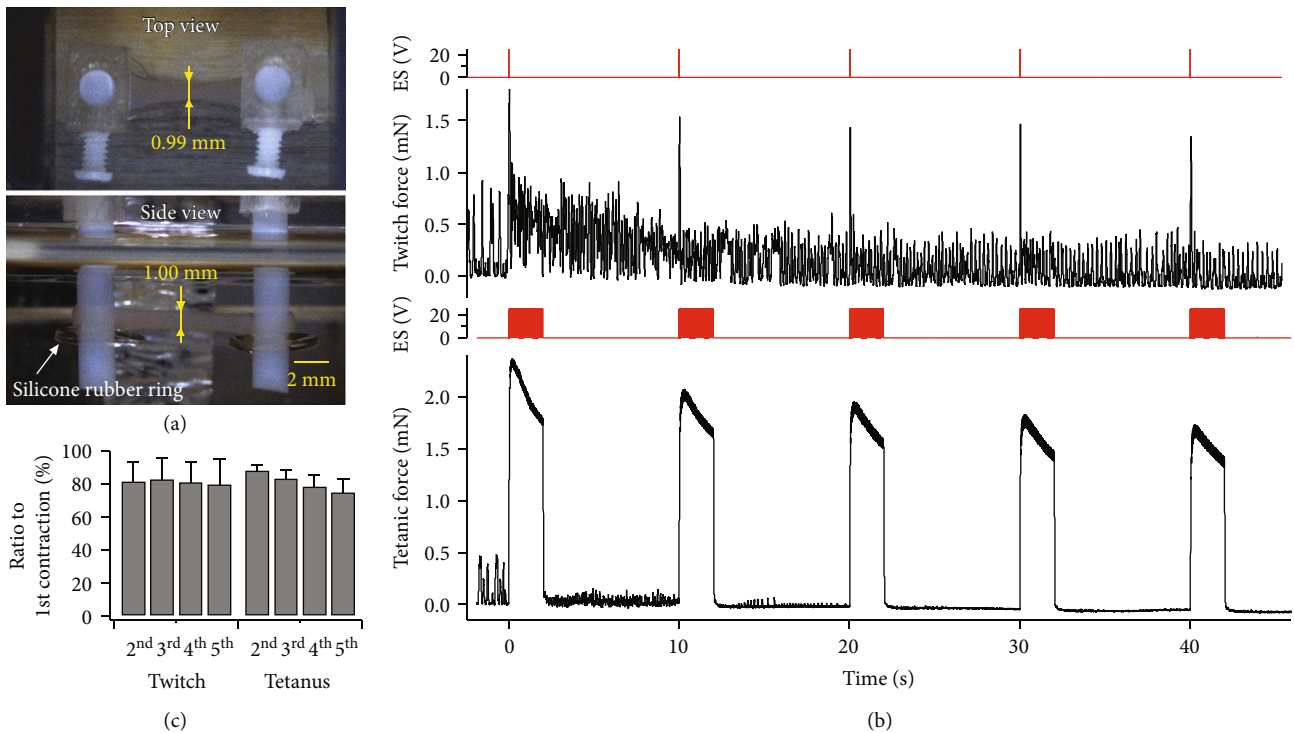 Top view
0.99 mm
Side view
1.00 mm
2 mm
Silicone rubber ring
(a)
ES (V)
20
0
Twitch force (mN)
1.5
1.0
0.5
0.0
ES (V)
20
0
Tetanic force (mN)
2.0
1.5
1.0
0.5
0.0
0 10 20 30 40
Time (s)
(b)
Ratio to
1st contraction (%)
100
80
60
40
20
0
2nd 3rd 4th 5th 2nd 3rd 4th 5th
Twitch Tetanus
(c)